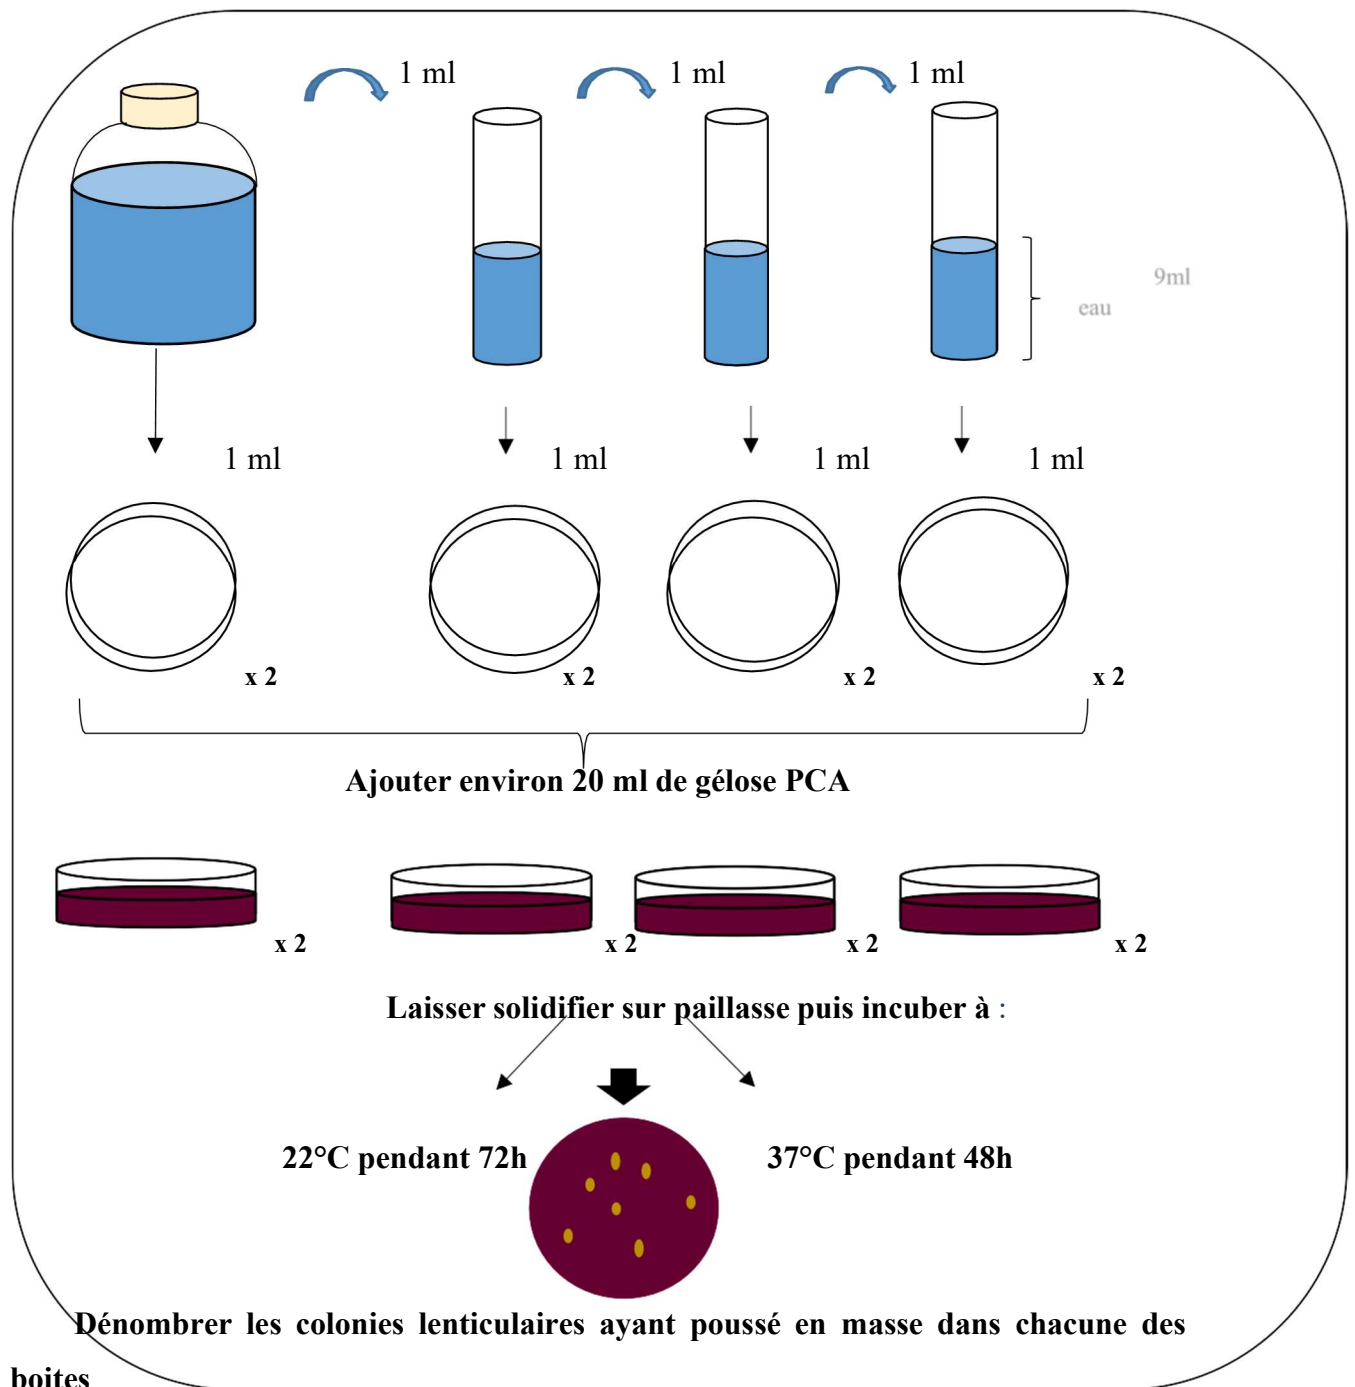 1 ml 1 ml 1 ml
9ml
eau
1 ml 1 ml 1 ml 1 ml
x 2 x 2 x 2 x 2
Ajouter environ 20 ml de gélose PCA
x 2 x 2 x 2 x 2
Laisser solidifier sur paillasse puis incuber à :
22°C pendant 72h 37°C pendant 48h
Dénombrer les colonies lenticulaires ayant poussé en masse dans chacune des
boites